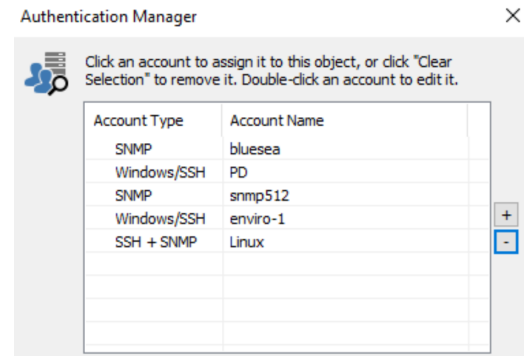 Authentication Manager
Click an account to assign it to this object, or click "Clear
Selection" to remove it. Double-click an account to edit it.
Account Type Account Name
SNMP bluesea
Windows/SSH PD
SNMP snmp512
Windows/SSH enviro-1
+
SSH + SNMP Linux
-